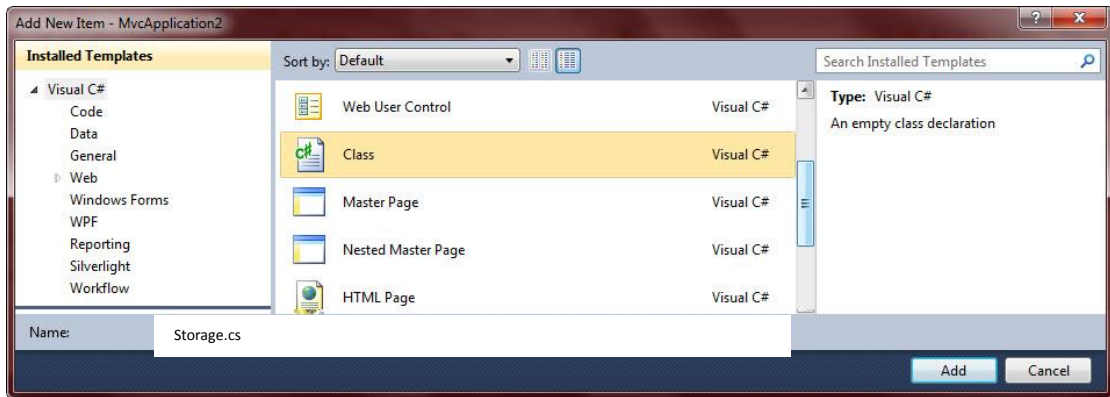 Add New Item - MvcApplication2
Installed Templates
Visual C#
Code
Data
General
Web
Windows Forms
WPF
Reporting
Silverlight
Workflow
Sort by: Default
Web User Control Visual C#
C# Class Visual C#
Master Page Visual C#
Nested Master Page Visual C#
HTML Page Visual C#
Search Installed Templates
Type: Visual C#
An empty class declaration
Name: Storage.cs
Add Cancel